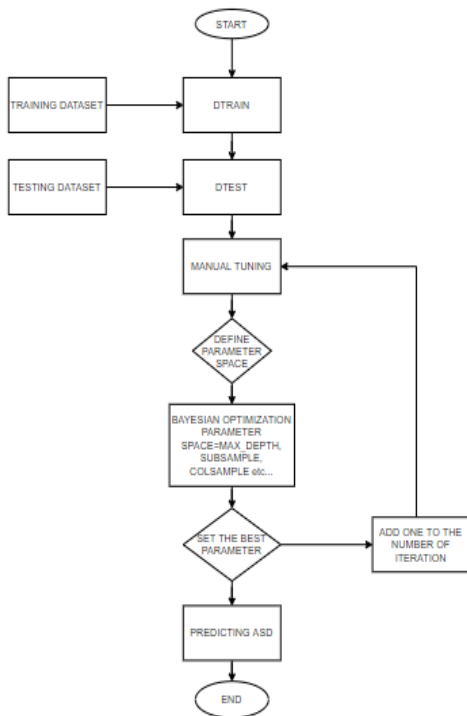 START
TRAINING DATASET
DTRAIN
TESTING DATASET
DTEST
MANUAL TUNING
DEFINE
PARAMETER
SPACE
BAYESIAN OPTIMIZATION
PARAMETER
SPACE=MAX_DEPTH,
SUBSAMPLE,
COLSAMPLE etc...
SET THE BEST
PARAMETER
ADD ONE TO THE
NUMBER OF
ITERATION
PREDICTING ASD
END